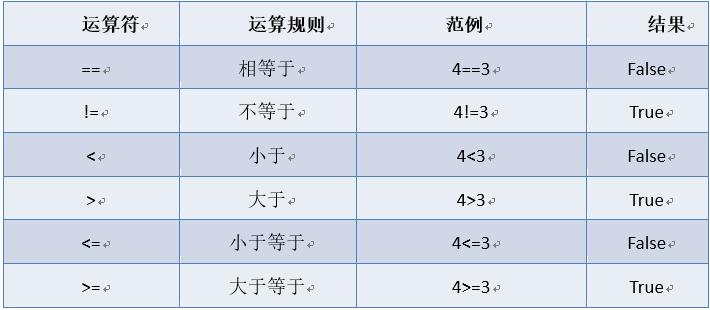 运算符 运算规则 范例 结果
== 相等于 4==3 False
!= 不等于 4!=3 True
< 小于 4<3 False
> 大于 4>3 True
<= 小于等于 4<=3 False
>= 大于等于 4>=3 True